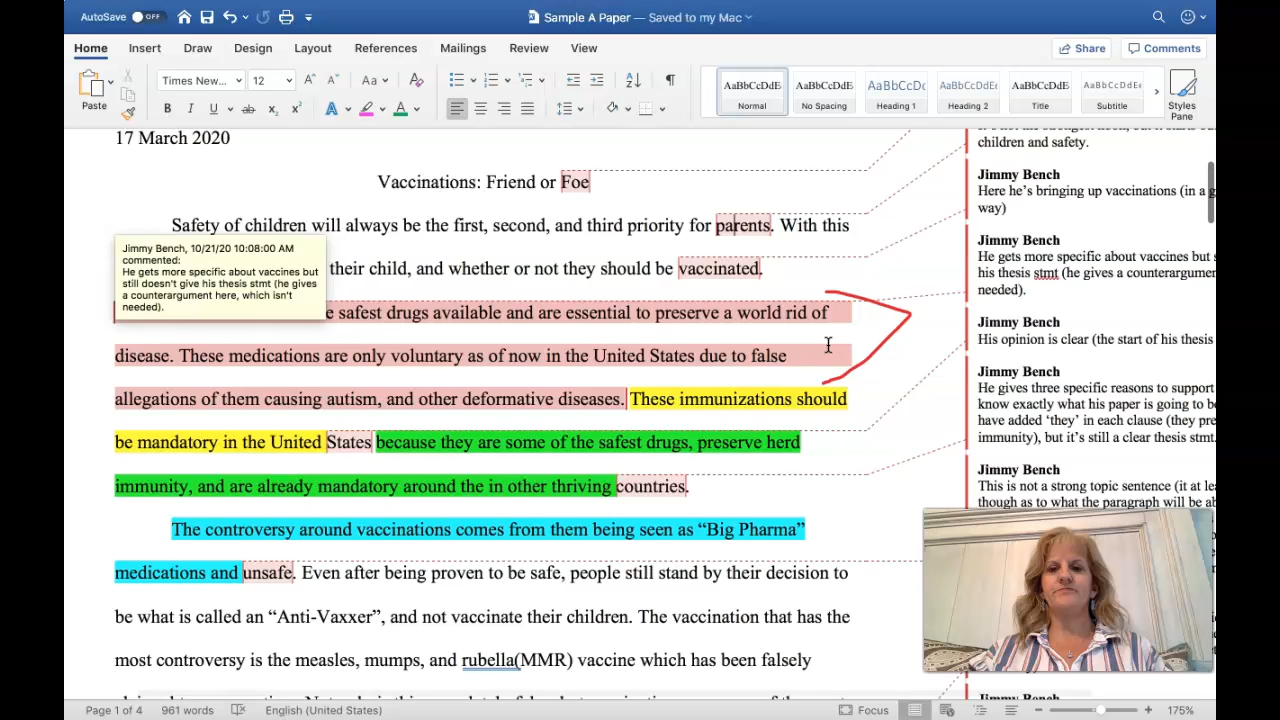 AutoSave OFF
Sample A Paper — Saved to my Mac
Home Insert Draw Design Layout References Mailings Review View Share Comments
Paste Times New... 12 Aa
B I U ab x₂ x² A A
AaBbCcDdE AaBbCcDdE AaBbCcDc AaBbCcDdE AaBbCcDdE AaBbCcDdE
Normal No Spacing Heading 1 Heading 2 Title Subtitle Styles Pane
17 March 2020
Vaccinations: Friend or Foe
Safety of children will always be the first, second, and third priority for parents. With this
their child, and whether or not they should be vaccinated.
safest drugs available and are essential to preserve a world rid of
disease. These medications are only voluntary as of now in the United States due to false
allegations of them causing autism, and other deformative diseases. These immunizations should
be mandatory in the United States because they are some of the safest drugs, preserve herd
immunity, and are already mandatory around the in other thriving countries.
The controversy around vaccinations comes from them being seen as “Big Pharma”
medications and unsafe. Even after being proven to be safe, people still stand by their decision to
be what is called an “Anti-Vaxxer”, and not vaccinate their children. The vaccination that has the
most controversy is the measles, mumps, and rubella(MMR) vaccine which has been falsely
Jimmy Bench, 10/21/20 10:08:00 AM
commented:
He gets more specific about vaccines but
still doesn't give his thesis stmt (he gives
a counterargument here, which isn't
needed).
children and safety.
Jimmy Bench
Here he’s bringing up vaccinations (in a
way)
Jimmy Bench
He gets more specific about vaccines but
his thesis stmt (he gives a counterargument
needed).
Jimmy Bench
His opinion is clear (the start of his thesis
Jimmy Bench
He gives three specific reasons to support
know exactly what his paper is going to be
have added ‘they’ in each clause (they pre
immunity), but it’s still a clear thesis stmt.
Jimmy Bench
This is not a strong topic sentence (it at
though as to what the paragraph will be
Jimmy Bench
Page 1 of 4 961 words English (United States) Focus 175%